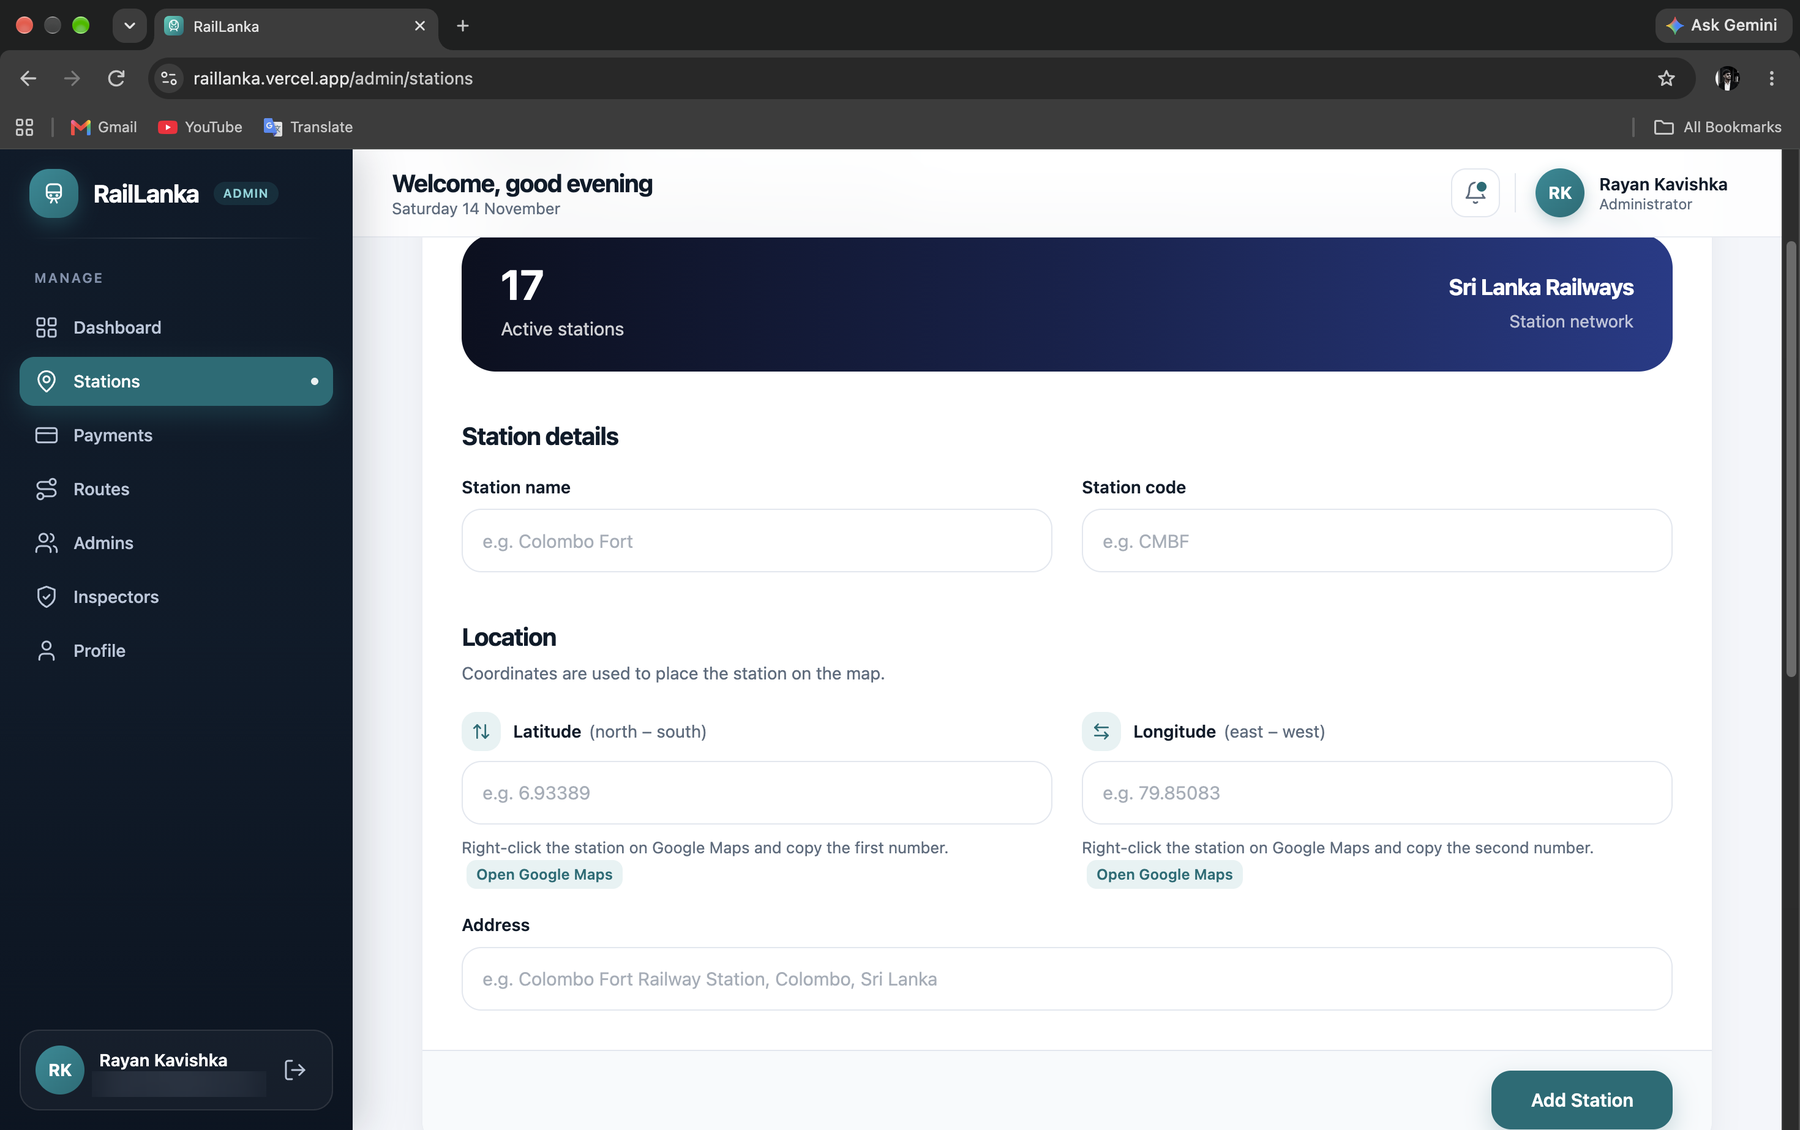 RailLanka
Ask Gemini
raillanka.vercel.app/admin/stations
Gmail
YouTube
Translate
All Bookmarks
RailLanka
ADMIN
MANAGE
Dashboard
Stations
Payments
Routes
Admins
Inspectors
Profile
RK
Rayan Kavishka
Welcome, good evening
Saturday 14 November
RK
Rayan Kavishka
Administrator
17
Active stations
Sri Lanka Railways
Station network
Station details
Station name
Station code
e.g. Colombo Fort
e.g. CMBF
Location
Coordinates are used to place the station on the map.
Latitude (north – south)
Longitude (east – west)
e.g. 6.93389
e.g. 79.85083
Right-click the station on Google Maps and copy the first number.
Open Google Maps
Right-click the station on Google Maps and copy the second number.
Open Google Maps
Address
e.g. Colombo Fort Railway Station, Colombo, Sri Lanka
Add Station